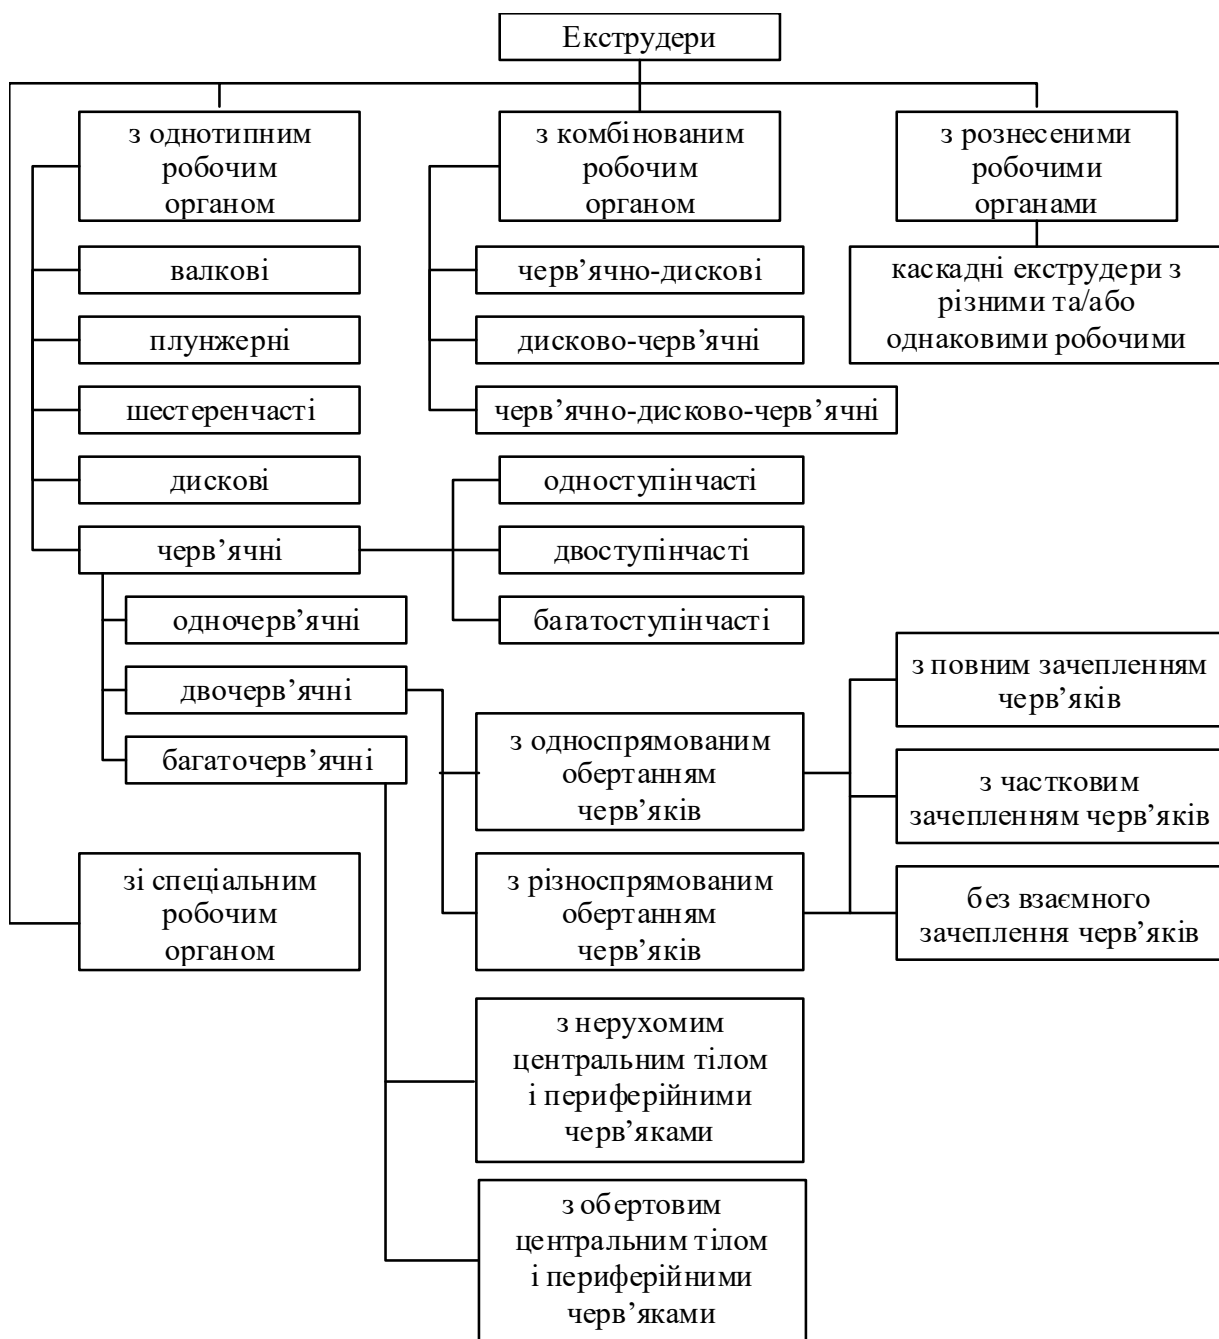 Екструдери
з однотипним
робочим
органом
з комбінованим
робочим
органом
з рознесеними
робочими
органами
валкові
плунжерні
шестеренчасті
дискові
черв’ячні
черв’ячно-дискові
дисково-черв’ячні
черв’ячно-дисково-черв’ячні
каскадні екструдери з
різними та/або
однаковими робочими
одноступінчасті
двоступінчасті
багатоступінчасті
одночерв’ячні
двочерв’ячні
багаточерв’ячні
з односпрямованим
обертанням
черв’яків
з різноспрямованим
обертанням
черв’яків
з повним зачепленням
черв’яків
з частковим
зачепленням черв’яків
без взаємного
зачеплення черв’яків
зі спеціальним
робочим
органом
з нерухомим
центральним тілом
і периферійними
черв’яками
з обертовим
центральним тілом
і периферійними
черв’яками